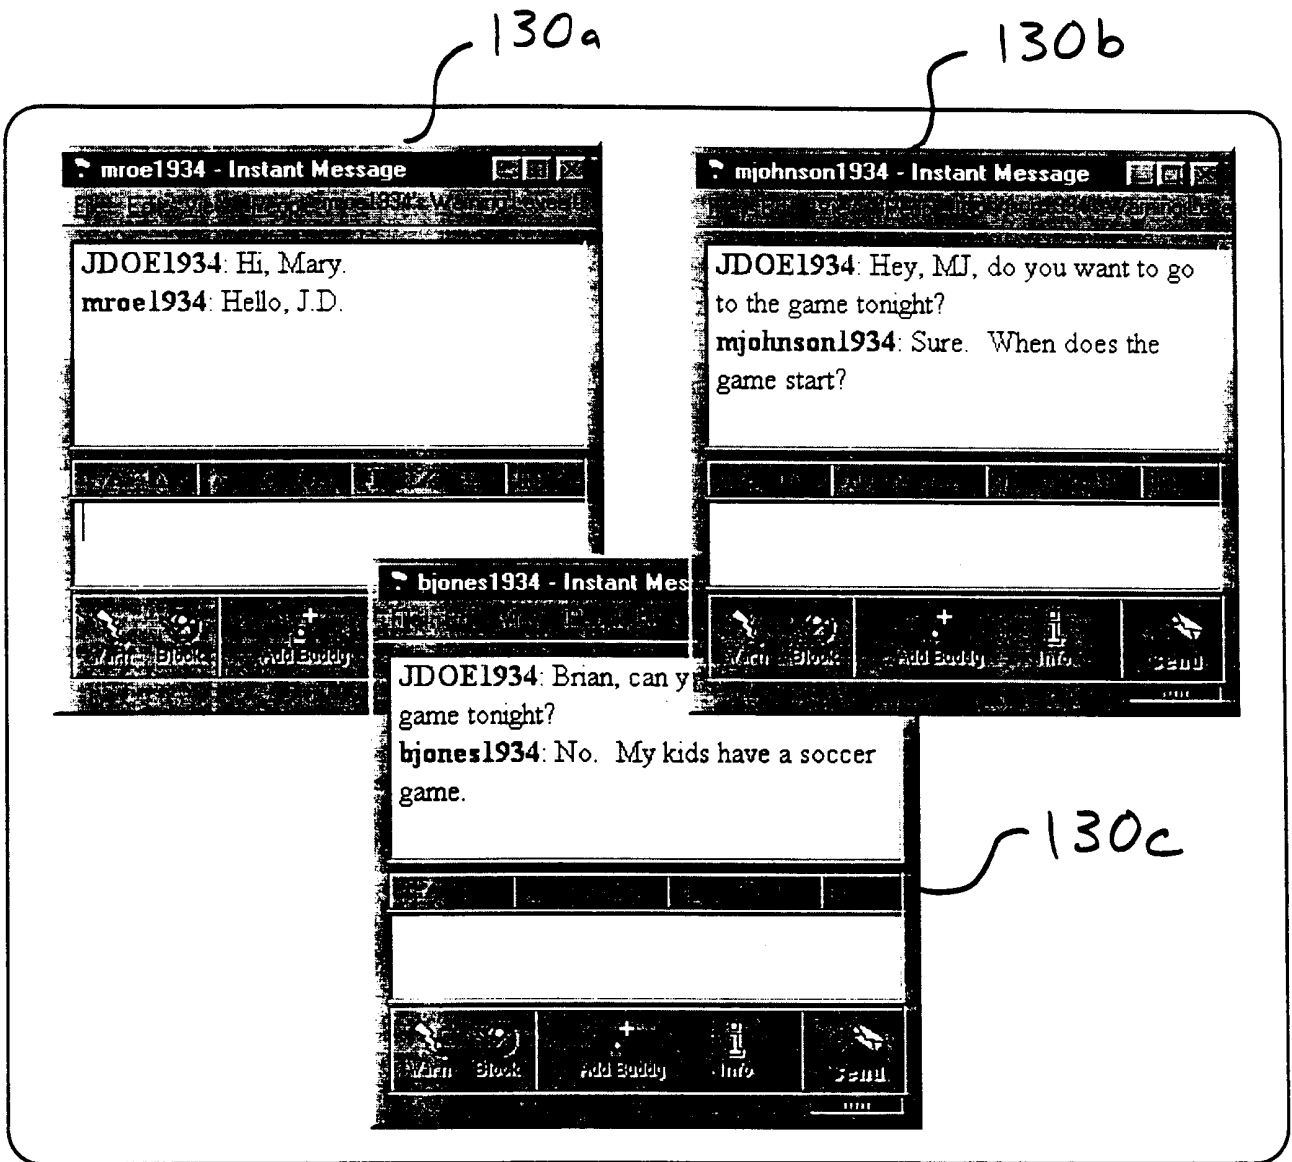 130a
130b
mroe1934 - Instant Message
JDOE1934: Hi, Mary.
mroe1934: Hello, J.D.
Warn Block Add Buddy
mjohnson1934 - Instant Message
JDOE1934: Hey, MJ, do you want to go
to the game tonight?
mjohnson1934: Sure. When does the
game start?
Warn Block Add Buddy Info Send
bjones1934 - Instant Mes
JDOE1934: Brian, can y
game tonight?
bjones1934: No. My kids have a soccer
game.
130c
Warn Block Add Buddy Info Send